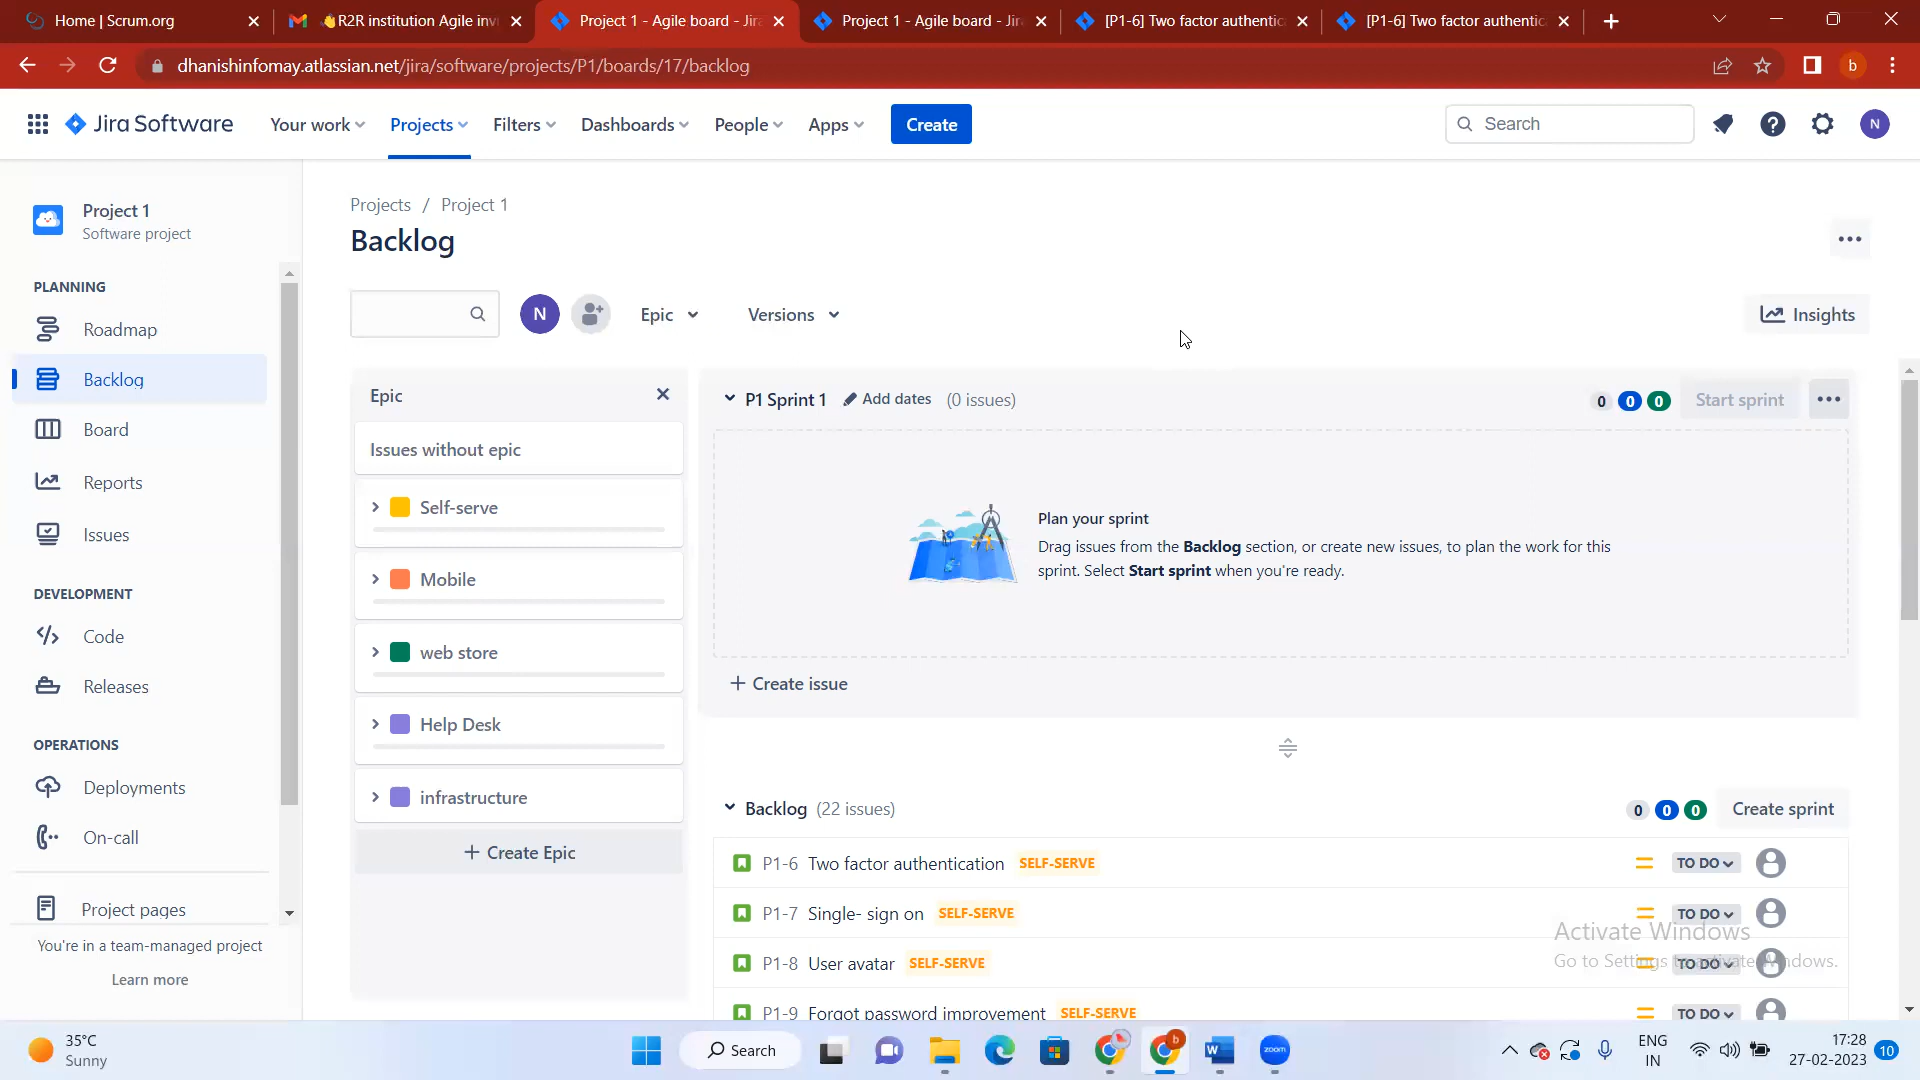 Home | Scrum.org
R2R institution Agile inv
Project 1 - Agile board - Jira
Project 1 - Agile board - Jir
[P1-6] Two factor authentic
[P1-6] Two factor authentic
dhanishinfomay.atlassian.net/jira/software/projects/P1/boards/17/backlog
b
Jira Software
Your work
Projects
Filters
Dashboards
People
Apps
Create
Search
N
Project 1
Software project
PLANNING
Roadmap
Backlog
Board
Reports
Issues
DEVELOPMENT
Code
Releases
OPERATIONS
Deployments
On-call
Project pages
You're in a team-managed project
Learn more
Projects / Project 1
Backlog
N
Epic
Versions
Insights
Epic
Issues without epic
Self-serve
Mobile
web store
Help Desk
infrastructure
+ Create Epic
P1 Sprint 1 Add dates (0 issues)
0 0 0 Start sprint
Plan your sprint
Drag issues from the Backlog section, or create new issues, to plan the work for this
sprint. Select Start sprint when you're ready.
+ Create issue
Backlog (22 issues)
0 0 0 Create sprint
P1-6 Two factor authentication SELF-SERVE TO DO
P1-7 Single- sign on SELF-SERVE TO DO
P1-8 User avatar SELF-SERVE TO DO
P1-9 Forgot password improvement SELF-SERVE TO DO
Activate Windows
Go to Settings to activate Windows.
35°C
Sunny
Search
b
zoom
ENG
IN
17:28
27-02-2023
10